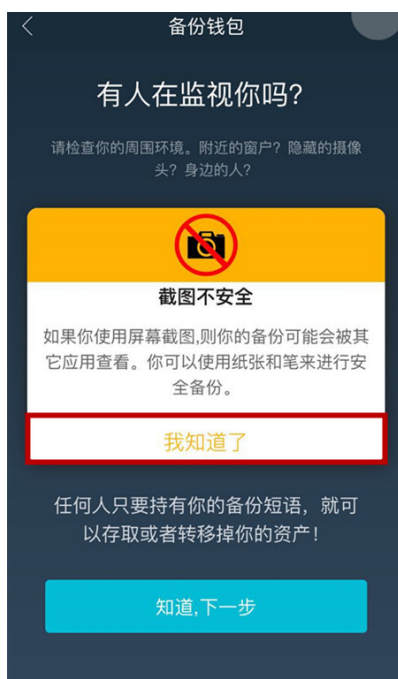 备份钱包
有人在监视你吗?
请检查你的周围环境。附近的窗户？隐藏的摄像
头？身边的人？
截图不安全
如果你使用屏幕截图,则你的备份可能会被其
它应用查看。你可以使用纸张和笔来进行安
全备份。
我知道了
任何人只要持有你的备份短语，就可
以存取或者转移掉你的资产！
知道,下一步